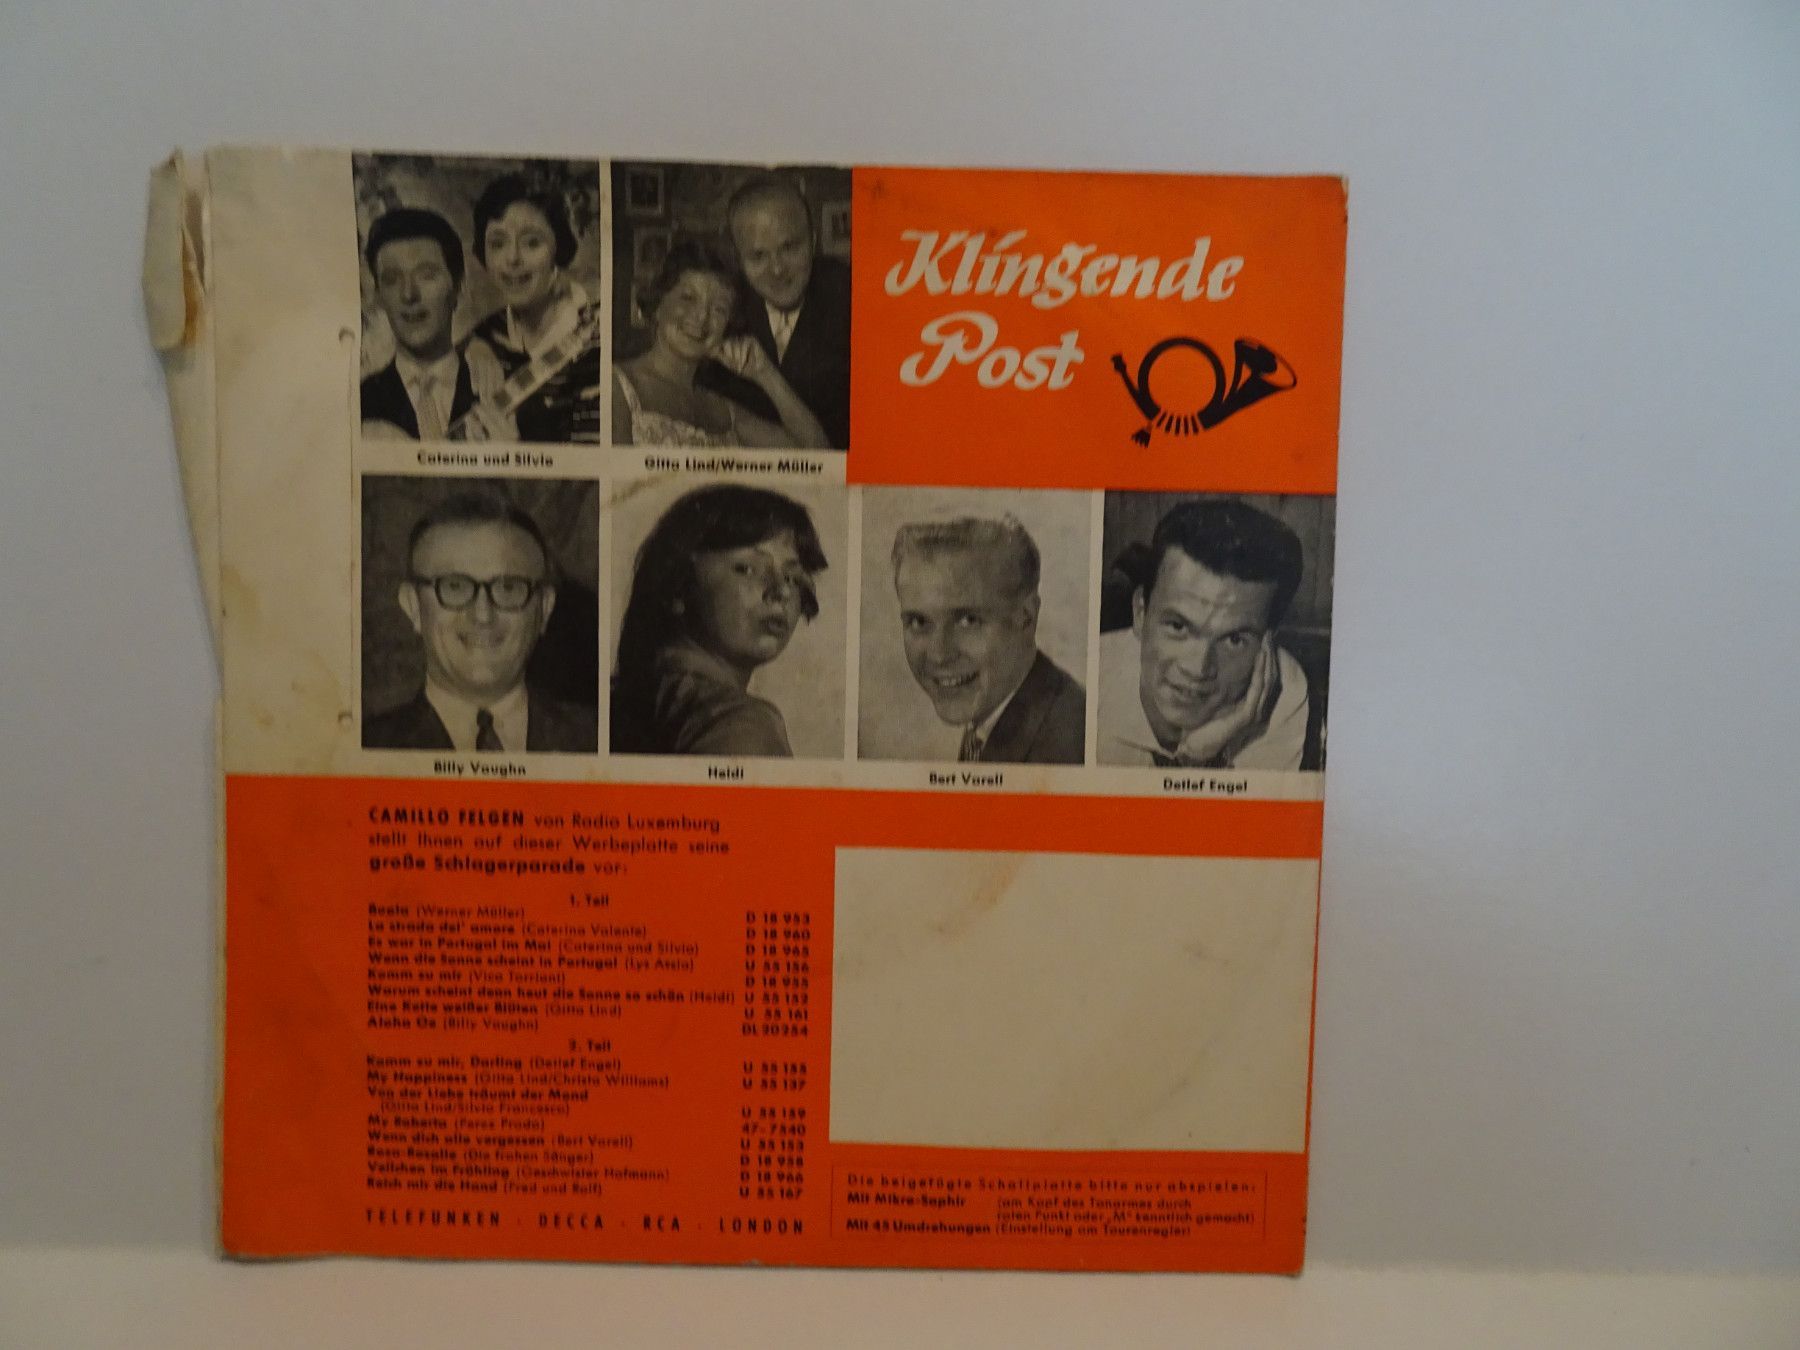 Klingende
Post
Caterina und Silvio
Gitta Lind/Werner Müller
Billy Vaughn
Heidi
Bert Varell
Detlef Engel
CAMILLO FELGEN von Radio Luxemburg
stellt Ihnen auf dieser Werbeplatte seine
große Schlagerparade vor:
1. Teil
(Werner Müller) D 18 953
La strada del' amore (Caterina Valente) D 18 960
Es war in Portugal im Mai (Caterina und Silvio) D 18 965
Wenn die Sonne scheint in Portugal (Lys Assia) U 55 156
Komm zu mir (Vico Torriani) D 18 955
Warum scheint denn heut die Sonne so schön (Heidi) U 55 152
Eine Kette weißer Blüten (Gitta Lind) U 55 161
Aloha Oe (Billy Vaughn) DL 20254
2. Teil
Komm zu mir, Darling (Detlef Engel) U 55 155
My Happiness (Gitta Lind/Christa Williams) U 55 137
Von der Liebe träumt der Mond
(Gitta Lind/Silvio Francesco) U 55 159
My Roberta (Perez Prado) 47-7540
Wenn dich alle vergessen (Bert Varell) U 55 153
Rosa-Rosalie (Die frohen Sänger) D 18 958
Veilchen im Frühling (Geschwister Hofmann) D 18 966
Reich mir die Hand (Fred und Rolf) U 55 167
TELEFUNKEN · DECCA · RCA · LONDON
Die beigefügte Schallplatte bitte nur abspielen:
Mit Mikro-Saphir (am Kopf des Tonarmes durch
roten Punkt oder „M“ kenntlich gemacht)
Mit 45 Umdrehungen (Einstellung am Tourenregler)